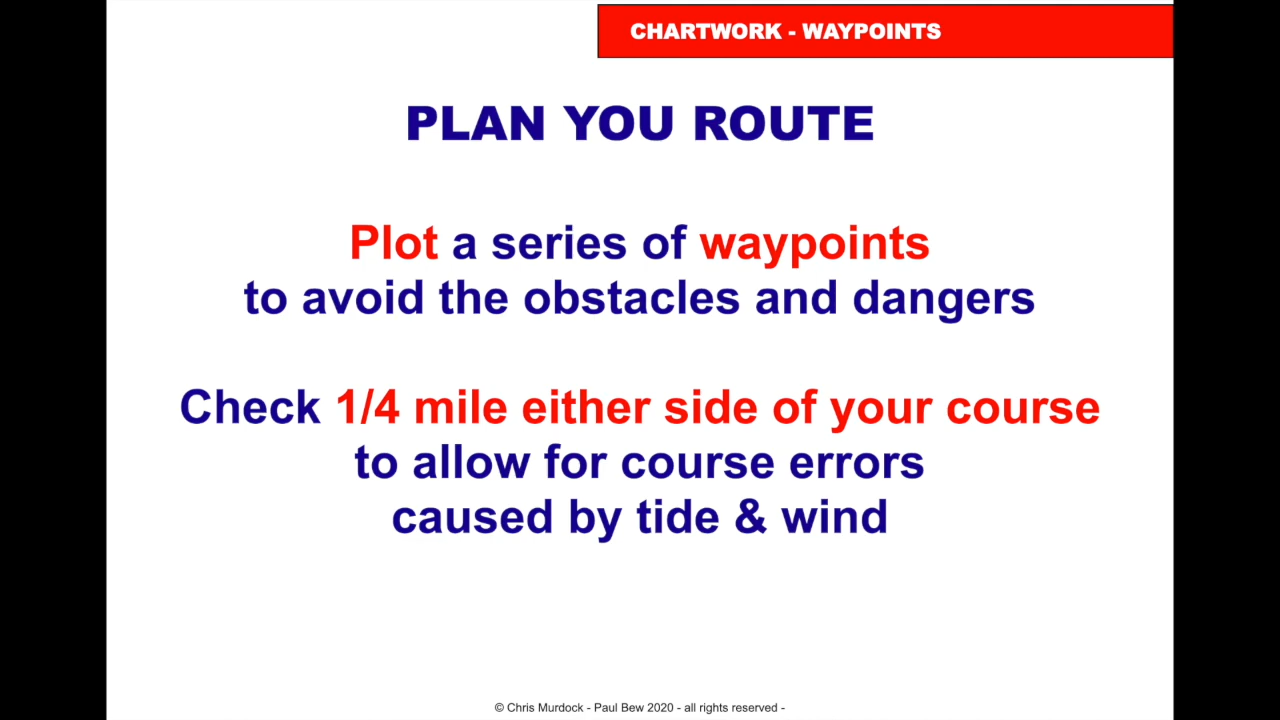 CHARTWORK - WAYPOINTS
PLAN YOU ROUTE
Plot a series of waypoints
to avoid the obstacles and dangers
Check 1/4 mile either side of your course
to allow for course errors
caused by tide & wind
© Chris Murdock - Paul Bew 2020 - all rights reserved -